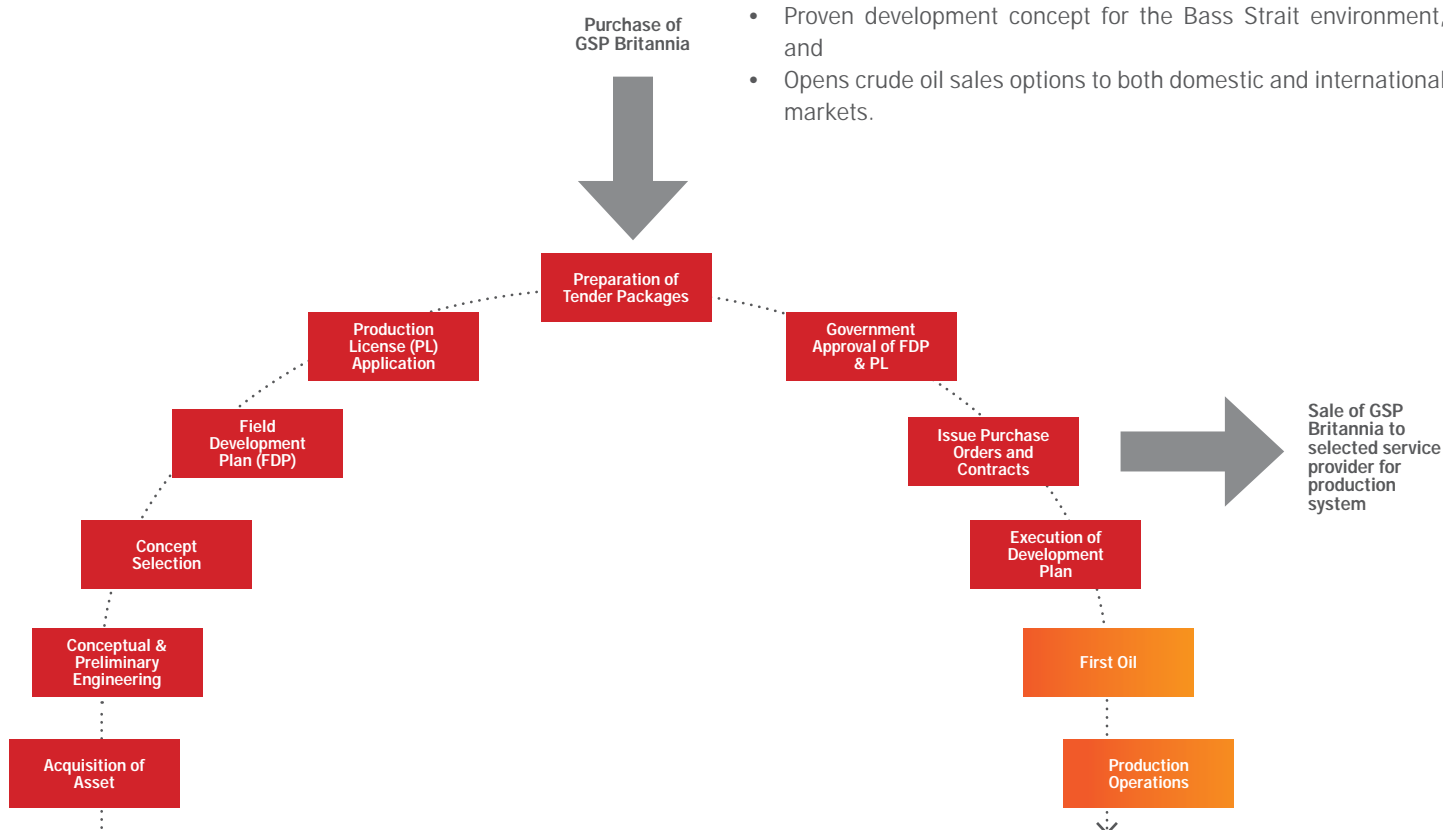 Purchase of
GSP Britannia
• Proven development concept for the Bass Strait environment,
and
• Opens crude oil sales options to both domestic and international
markets.
Preparation of
Tender Packages
Production
License (PL)
Application
Government
Approval of FDP
& PL
Field
Development
Plan (FDP)
Issue Purchase
Orders and
Contracts
Sale of GSP
Britannia to
selected service
provider for
production
system
Concept
Selection
Execution of
Development
Plan
Conceptual &
Preliminary
Engineering
First Oil
Acquisition of
Asset
Production
Operations